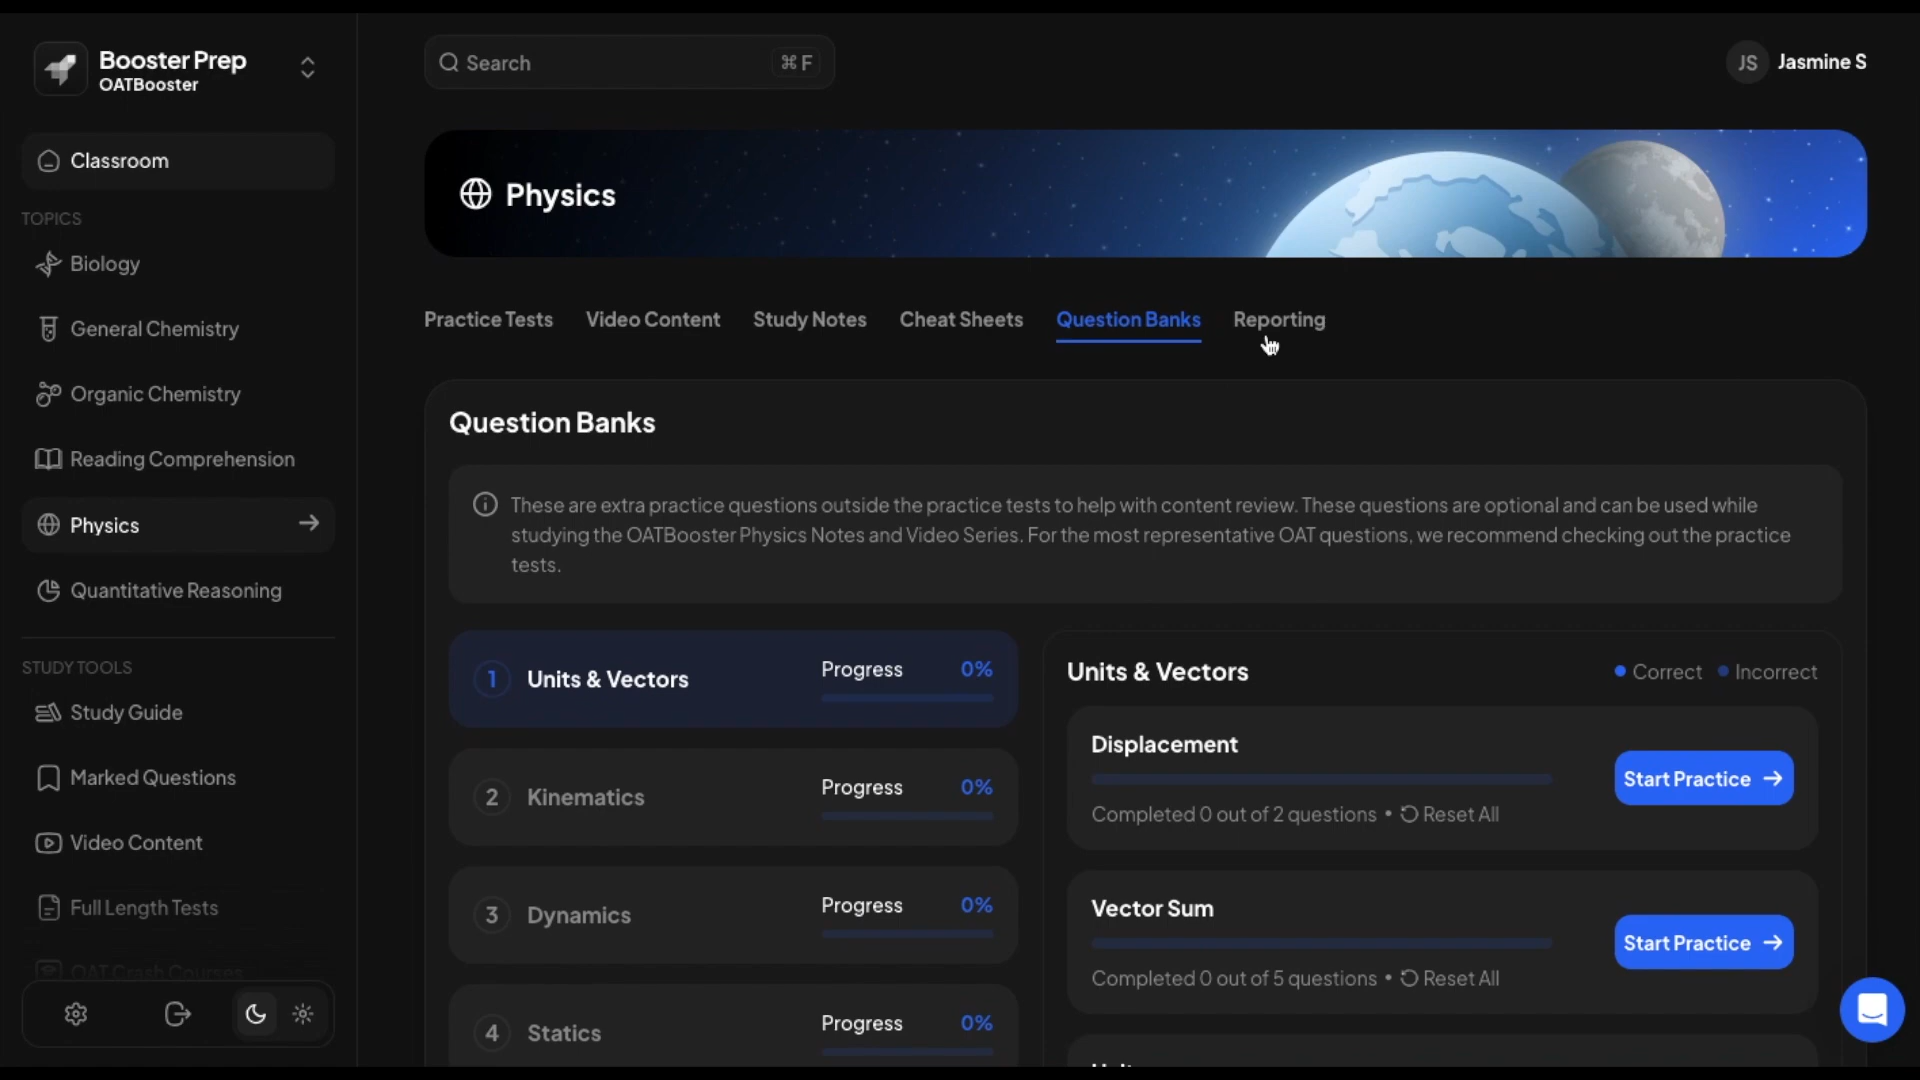 Booster Prep
OATBooster
Search
⌘ F
JS
Jasmine S
Classroom
TOPICS
Biology
General Chemistry
Organic Chemistry
Reading Comprehension
Physics
Quantitative Reasoning
STUDY TOOLS
Study Guide
Marked Questions
Video Content
Full Length Tests
OAT Crash Courses
Physics
Practice Tests
Video Content
Study Notes
Cheat Sheets
Question Banks
Reporting
Question Banks
These are extra practice questions outside the practice tests to help with content review. These questions are optional and can be used while
studying the OATBooster Physics Notes and Video Series. For the most representative OAT questions, we recommend checking out the practice
tests.
1
Units & Vectors
Progress
0%
2
Kinematics
Progress
0%
3
Dynamics
Progress
0%
4
Statics
Progress
0%
Units & Vectors
Correct
Incorrect
Displacement
Start Practice
Completed 0 out of 2 questions • Reset All
Vector Sum
Start Practice
Completed 0 out of 5 questions • Reset All